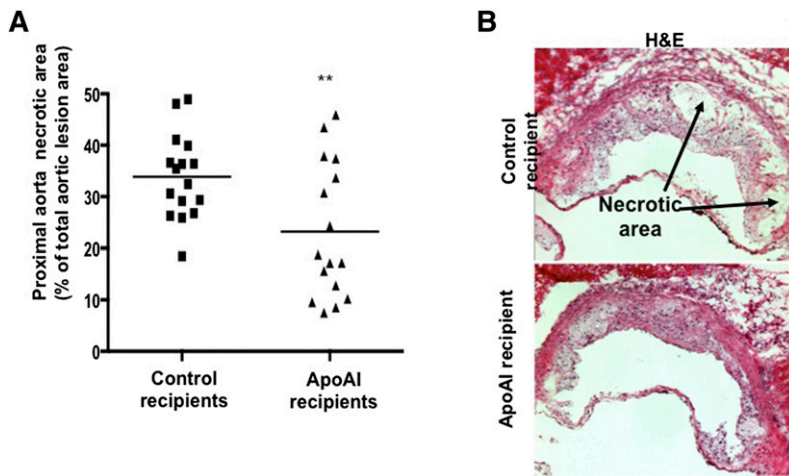 A
Proximal aorta necrotic area
(% of total aortic lesion area)
50
40
30
20
10
0
**
Control
recipients
ApoAI
recipients
B
H&E
Control
recipient
Necrotic
area
ApoAI recipient